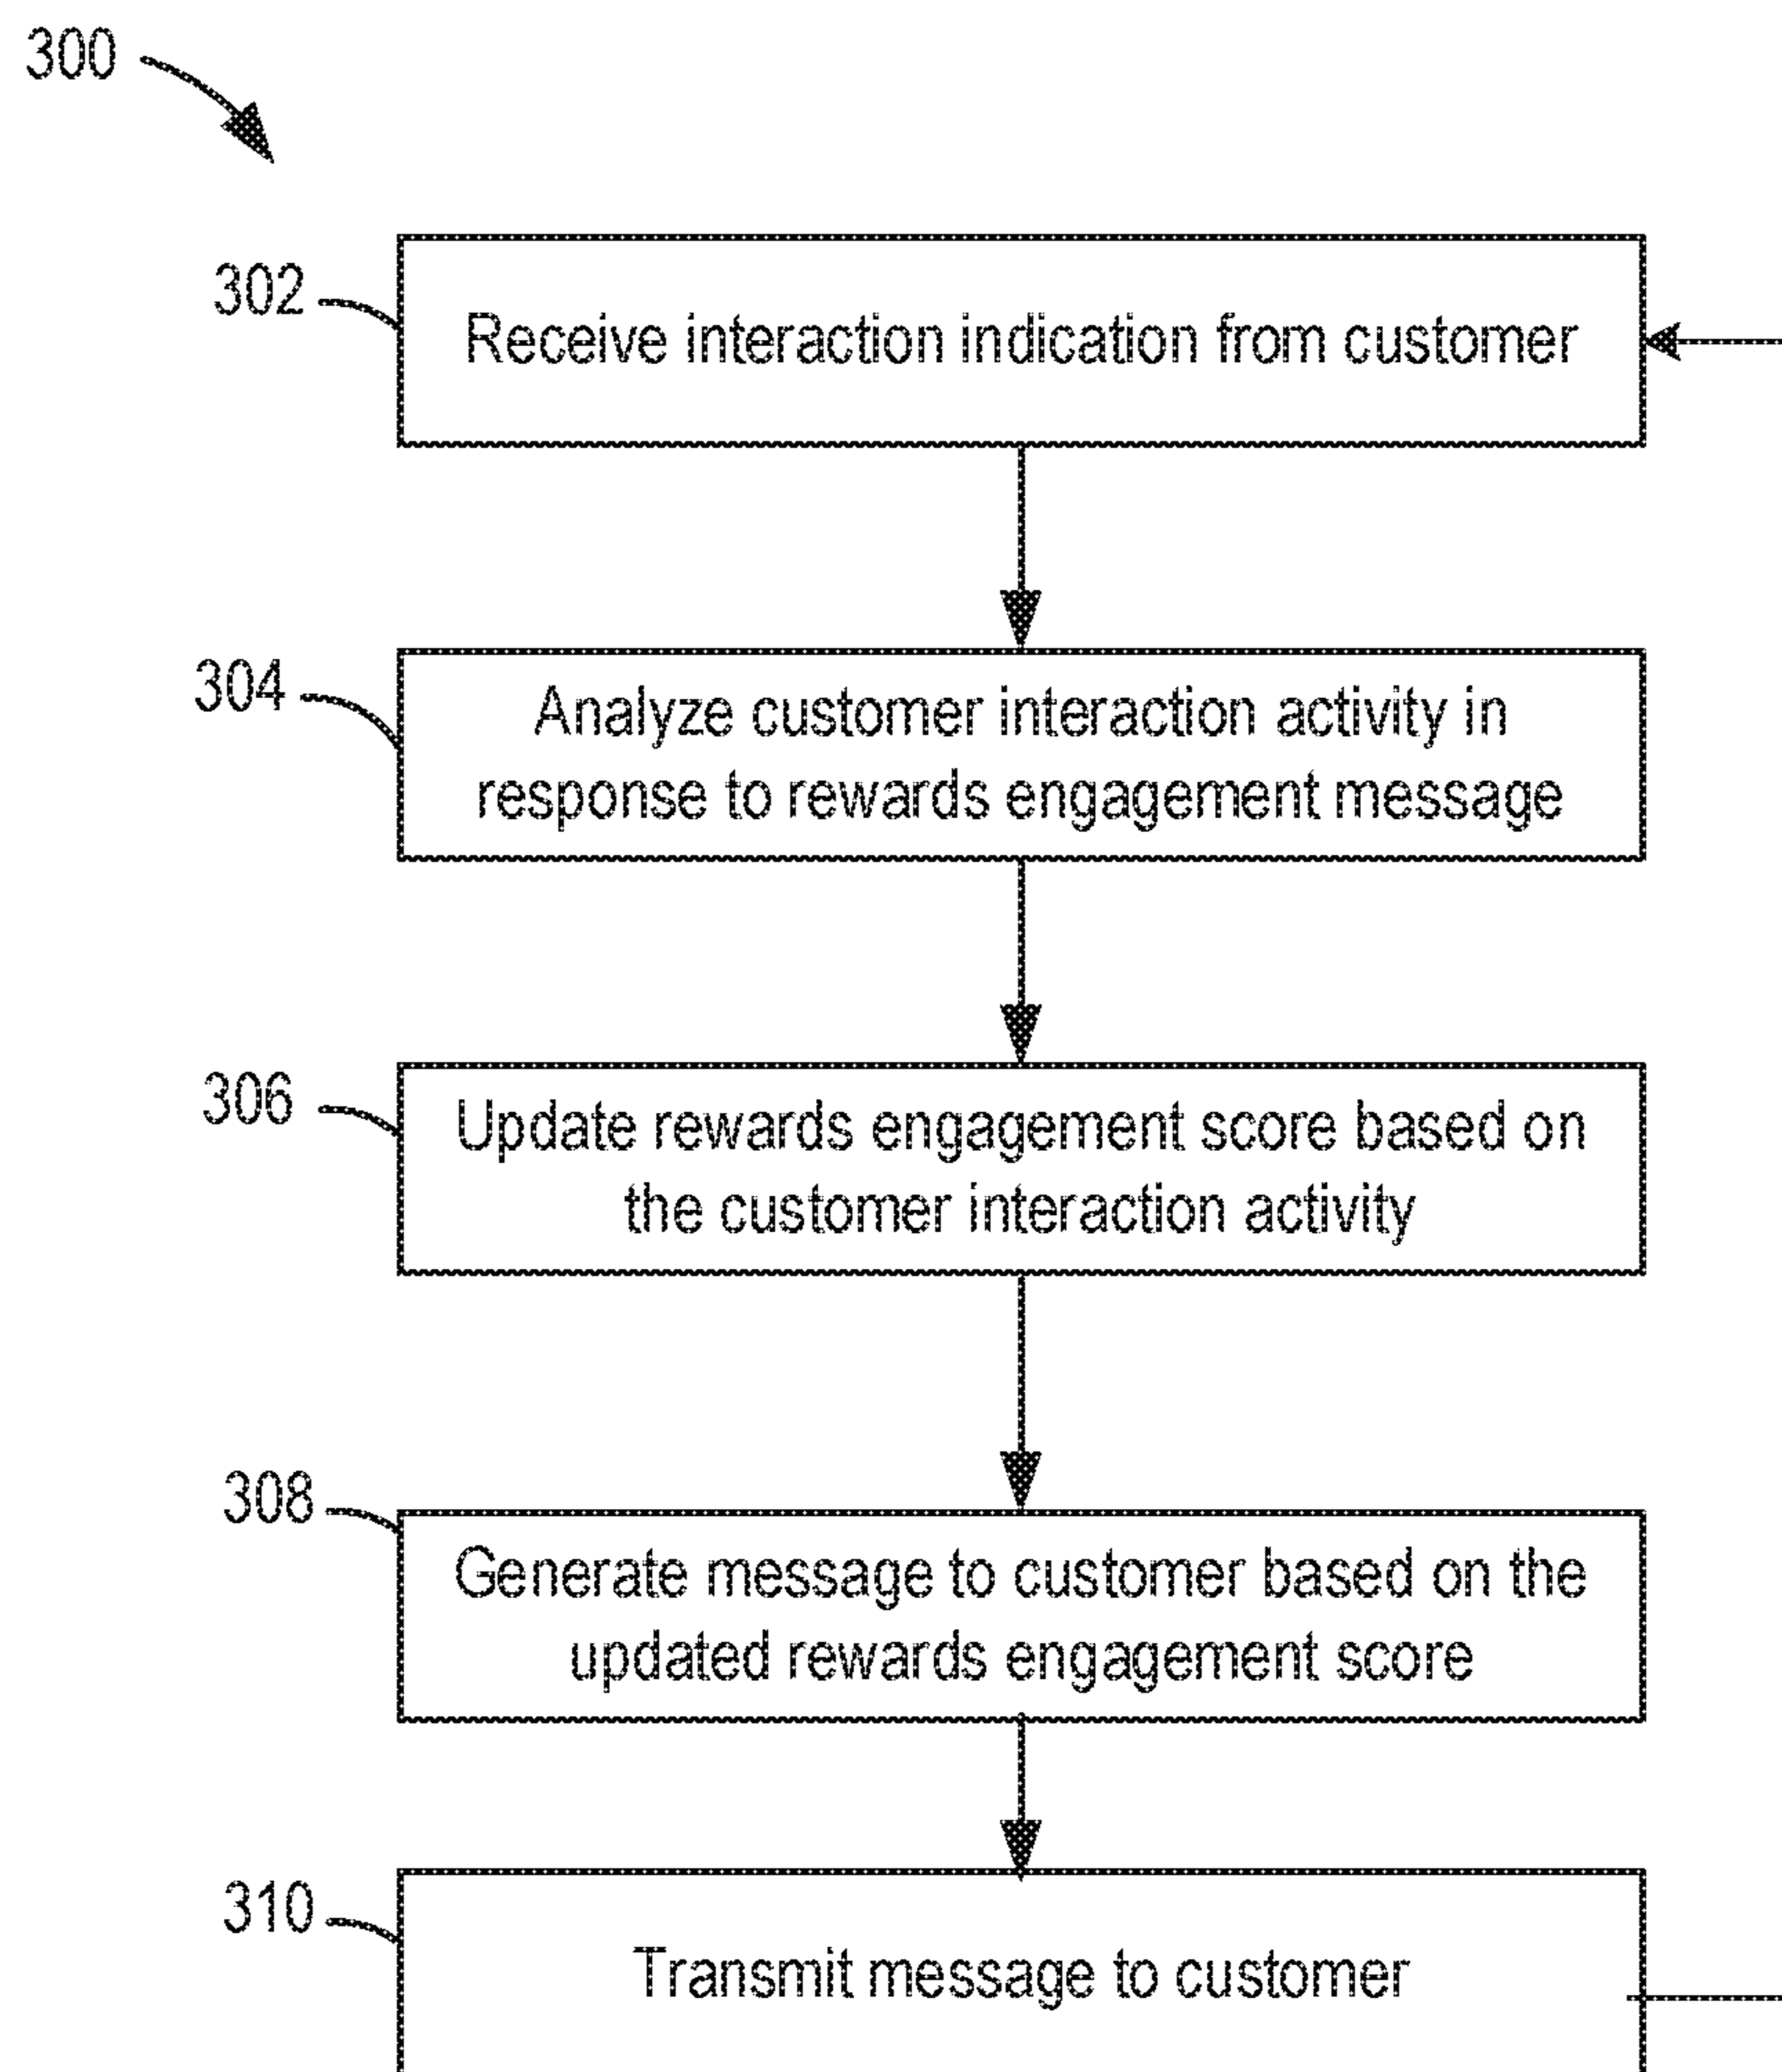 300
302
Receive interaction indication from customer
304
Analyze customer interaction activity in
response to rewards engagement message
306
Update rewards engagement score based on
the customer interaction activity
308
Generate message to customer based on the
updated rewards engagement score
310
Transmit message to customer